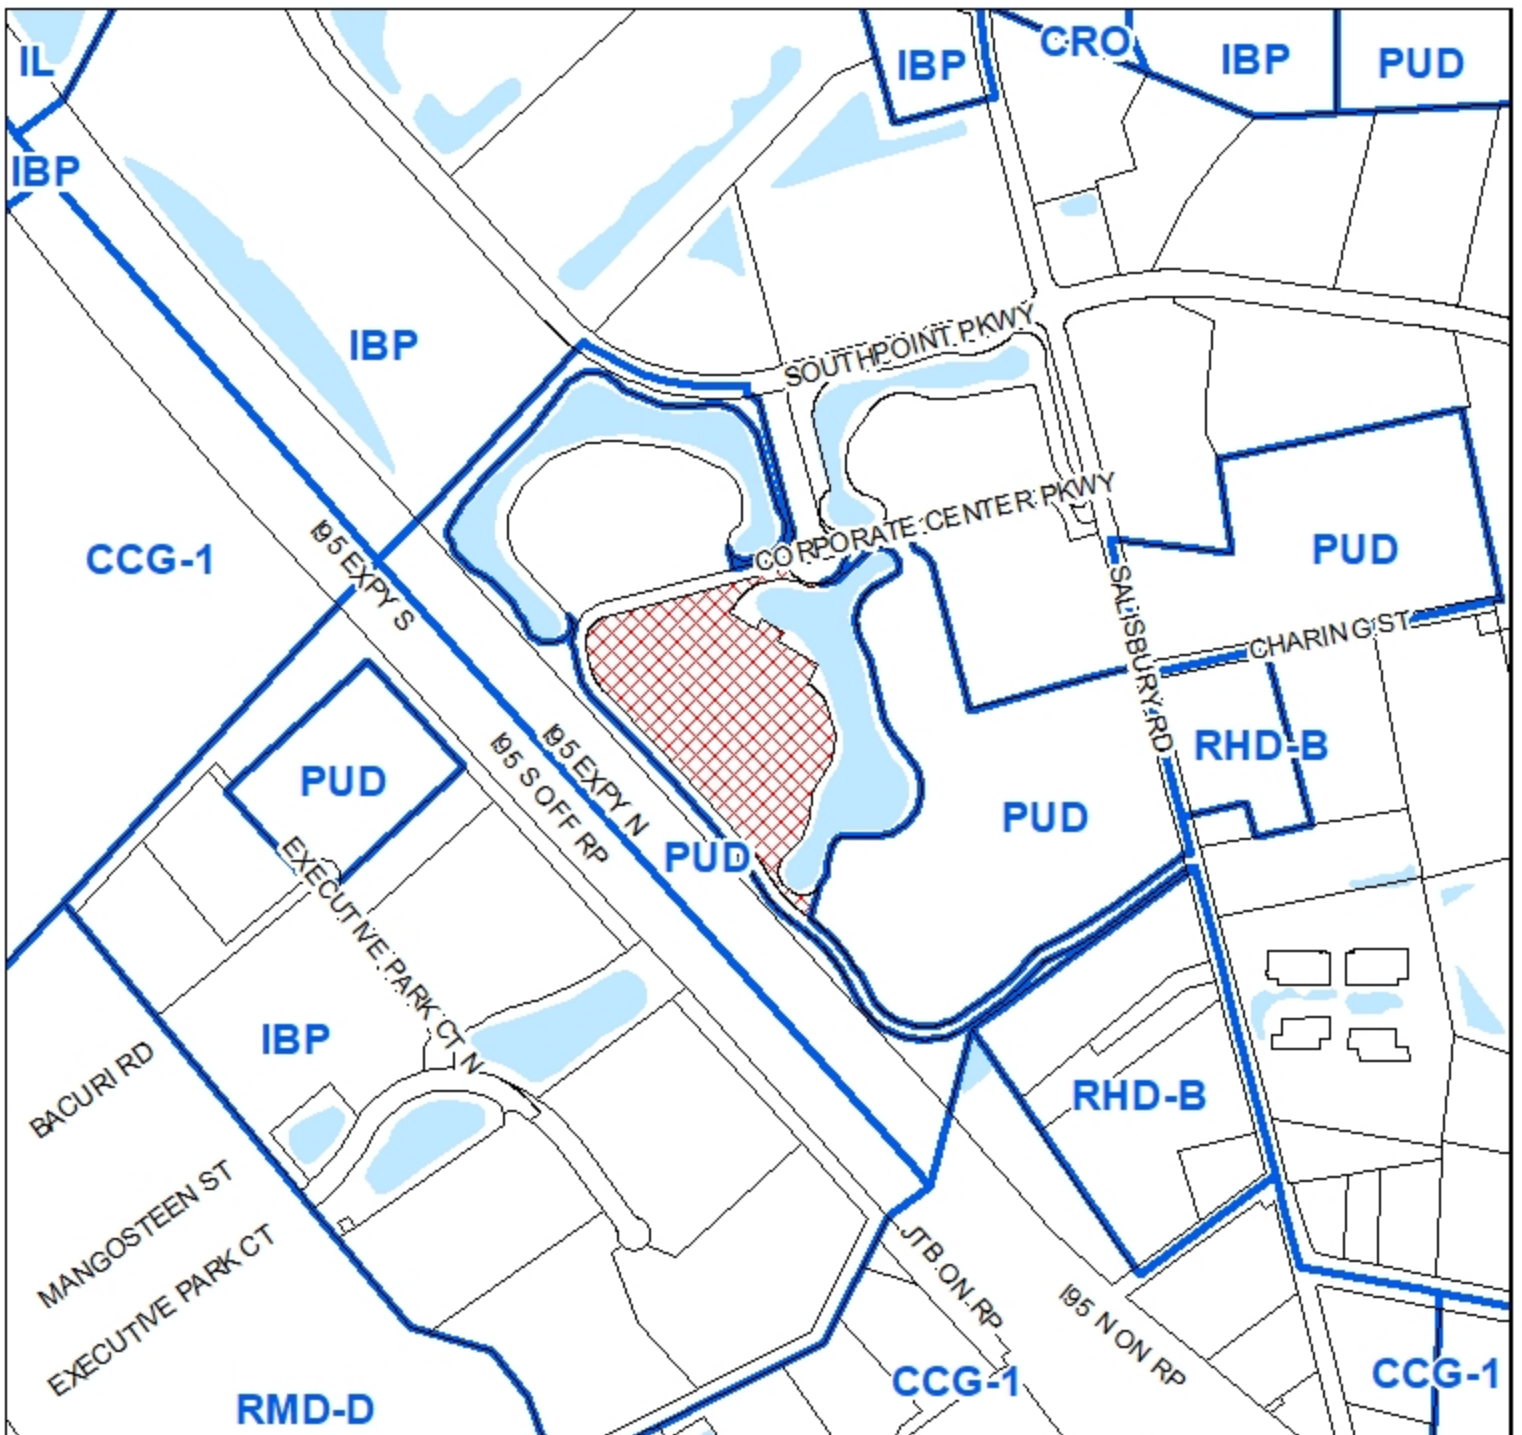 IL
IBP
CRO
IBP
PUD
IBP
IBP
SOUTHPOINT PKWY
CORPORATE CENTER PKWY
CCG-1
I95 EXPY S
PUD
SALISBURY RD
CHARING ST
RHD-B
PUD
I95 EXPY N
I95 S OFF RP
PUD
PUD
EXECUTIVE PARK CT N
IBP
BACURI RD
RHD-B
MANGOSTEEN ST
EXECUTIVE PARK CT
JTB ON RP
I95 N ON RP
CCG-1
CCG-1
RMD-D